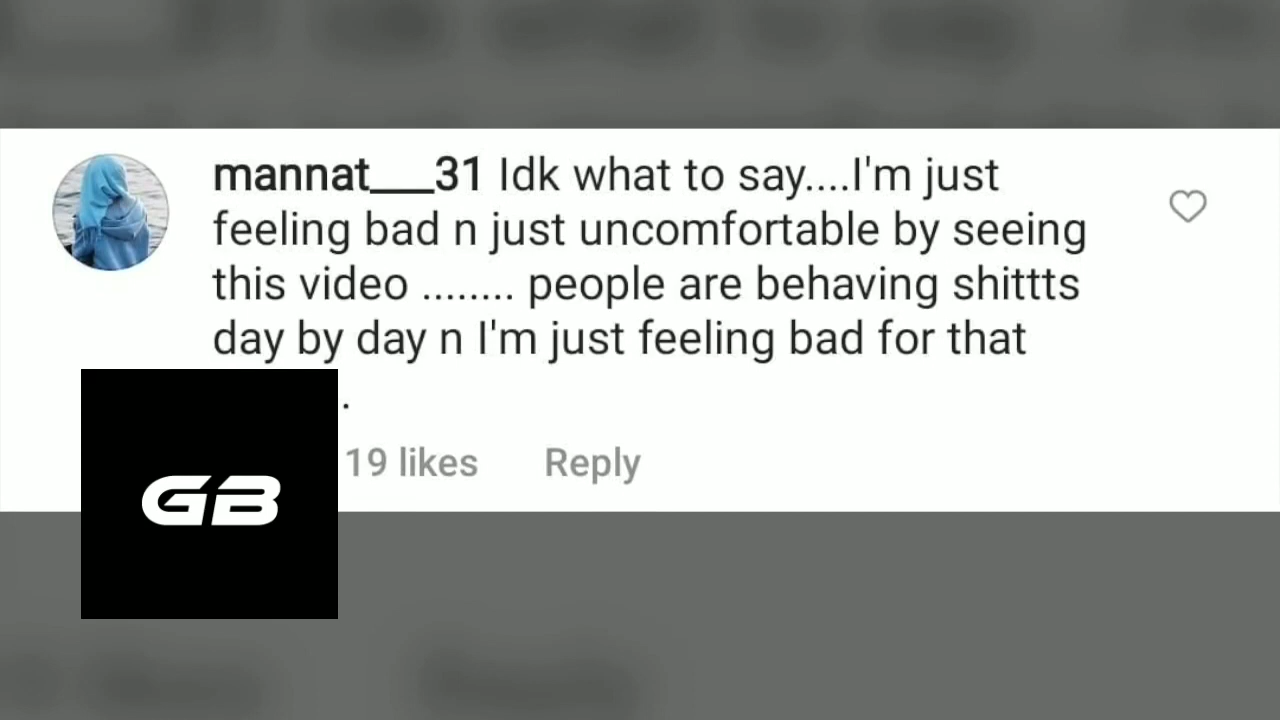 mannat___31 Idk what to say....I'm just
feeling bad n just uncomfortable by seeing
this video ........ people are behaving shittts
day by day n I'm just feeling bad for that
.
19 likes Reply
GB